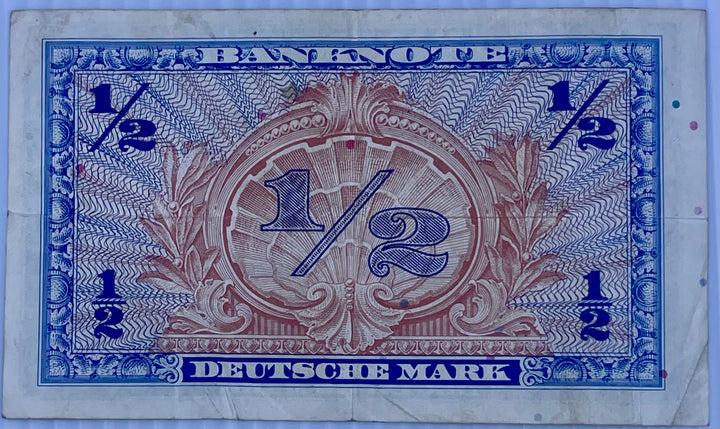 BANKNOTE
1/2 1/2
1/2
1/2 1/2
DEUTSCHE MARK